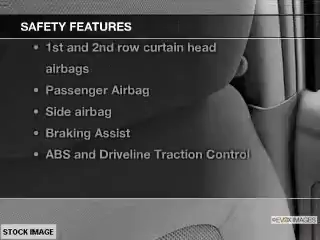 SAFETY FEATURES
• 1st and 2nd row curtain head
airbags
• Passenger Airbag
• Side airbag
• Braking Assist
• ABS and Driveline Traction Control
©EVOX IMAGES
STOCK IMAGE